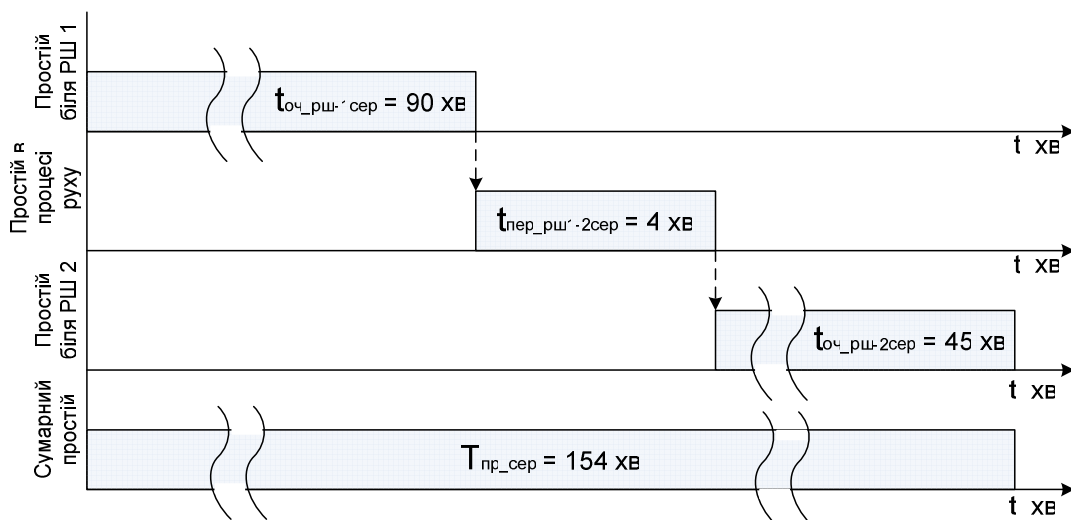 Простій
біля РШ 1
tоч_рш-1сер = 90 хв
t хв
Простій в
процесі
руху
tпер_рш1-2сер = 4 хв
t хв
Простій
біля РШ 2
tоч_рш-2сер = 45 хв
t хв
Сумарний
простій
Tпр_сер = 154 хв
t хв